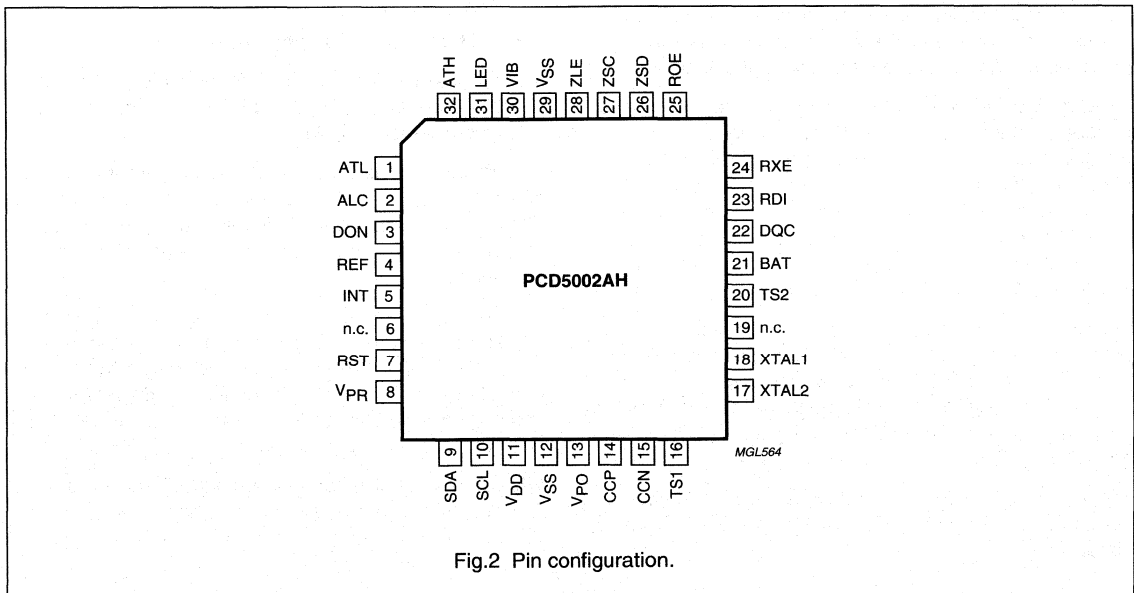 ATH LED VIB VSS ZLE ZSC ZSD ROE
32 31 30 29 28 27 26 25
ATL 1
ALC 2
DON 3
REF 4
INT 5
n.c. 6
RST 7
VPR 8
PCD5002AH
24 RXE
23 RDI
22 DQC
21 BAT
20 TS2
19 n.c.
18 XTAL1
17 XTAL2
9 10 11 12 13 14 15 16
SDA SCL VDD VSS VPO CCP CCN TS1
MGL564
Fig.2 Pin configuration.